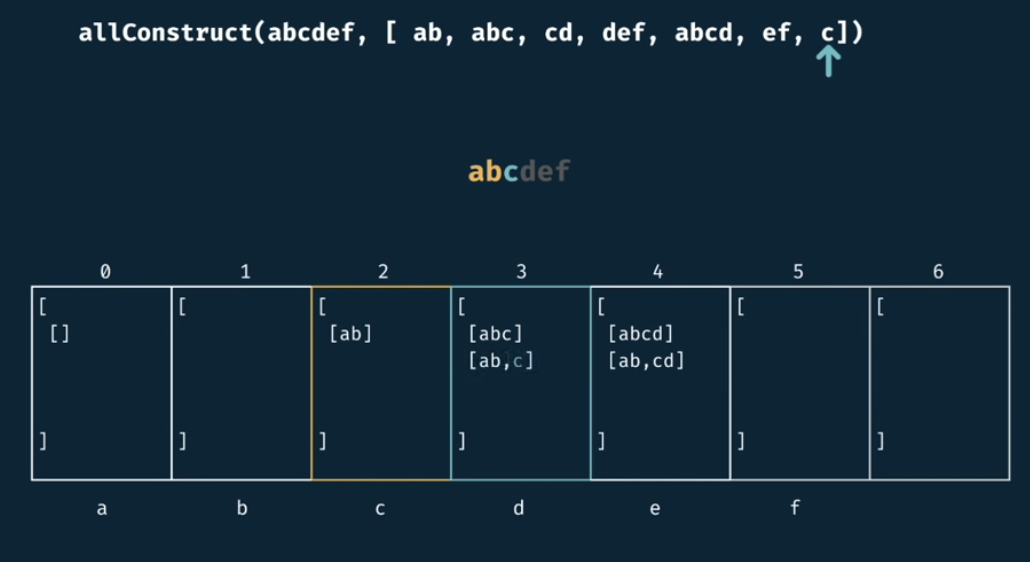 allConstruct(abcdef, [ ab, abc, cd, def, abcd, ef, c])
abcdef
0 1 2 3 4 5 6
[ [ [ [ [ [ [
[] [ab] [abc] [abcd]
[ab,c] [ab,cd]
] ] ] ] ] ] ]
a b c d e f